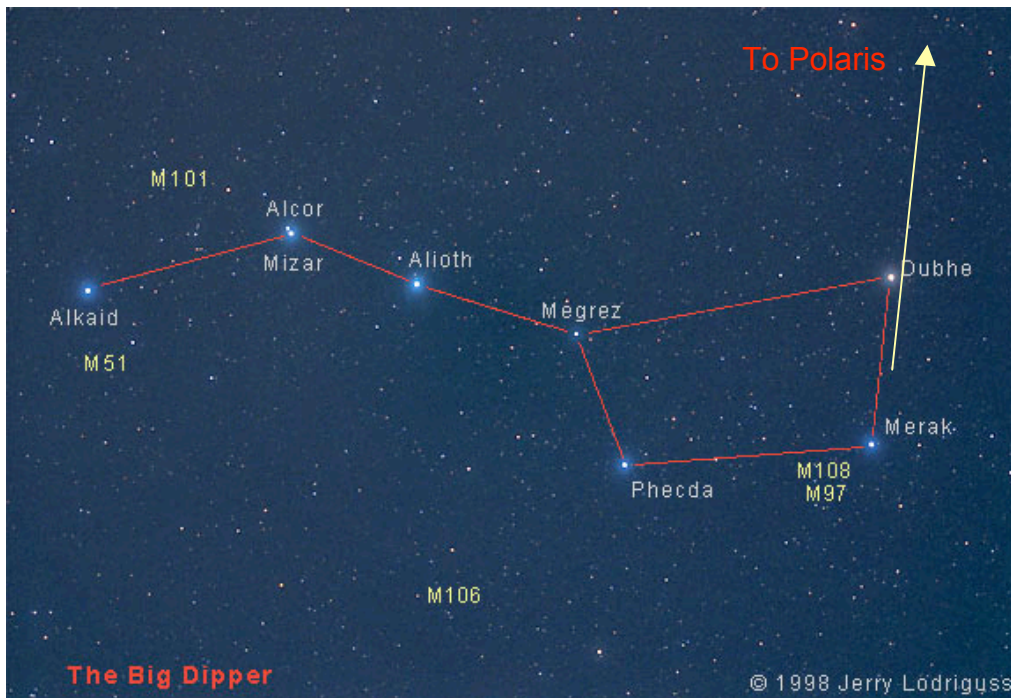 To Polaris
M101
Alcor
Mizar
Alioth
Dubhe
Alkaid
Megrez
M51
Merak
M108
M97
Phecda
M106
The Big Dipper
© 1998 Jerry Lodriguss